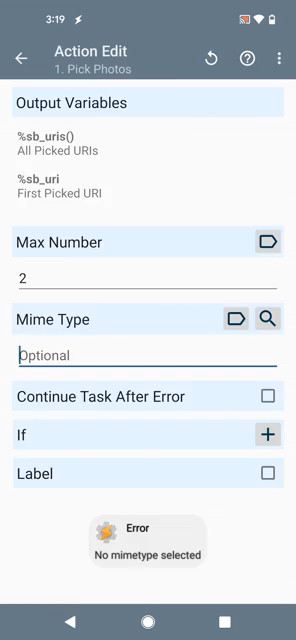 3:19
Action Edit
1. Pick Photos
Output Variables
%sb_uris()
All Picked URIs
%sb_uri
First Picked URI
Max Number
2
Mime Type
Optional
Continue Task After Error
If
Label
Error
No mimetype selected